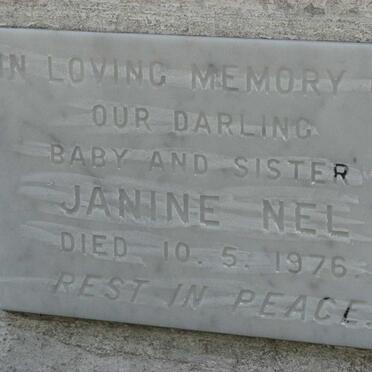 IN LOVING MEMORY
OUR DARLING
BABY AND SISTER
JANINE NEL
DIED 10.5.1976
REST IN PEACE.